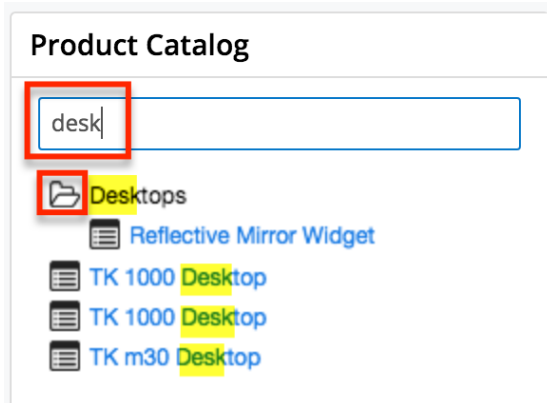 Product Catalog
desk
Desktops
Reflective Mirror Widget
TK 1000 Desktop
TK 1000 Desktop
TK m30 Desktop